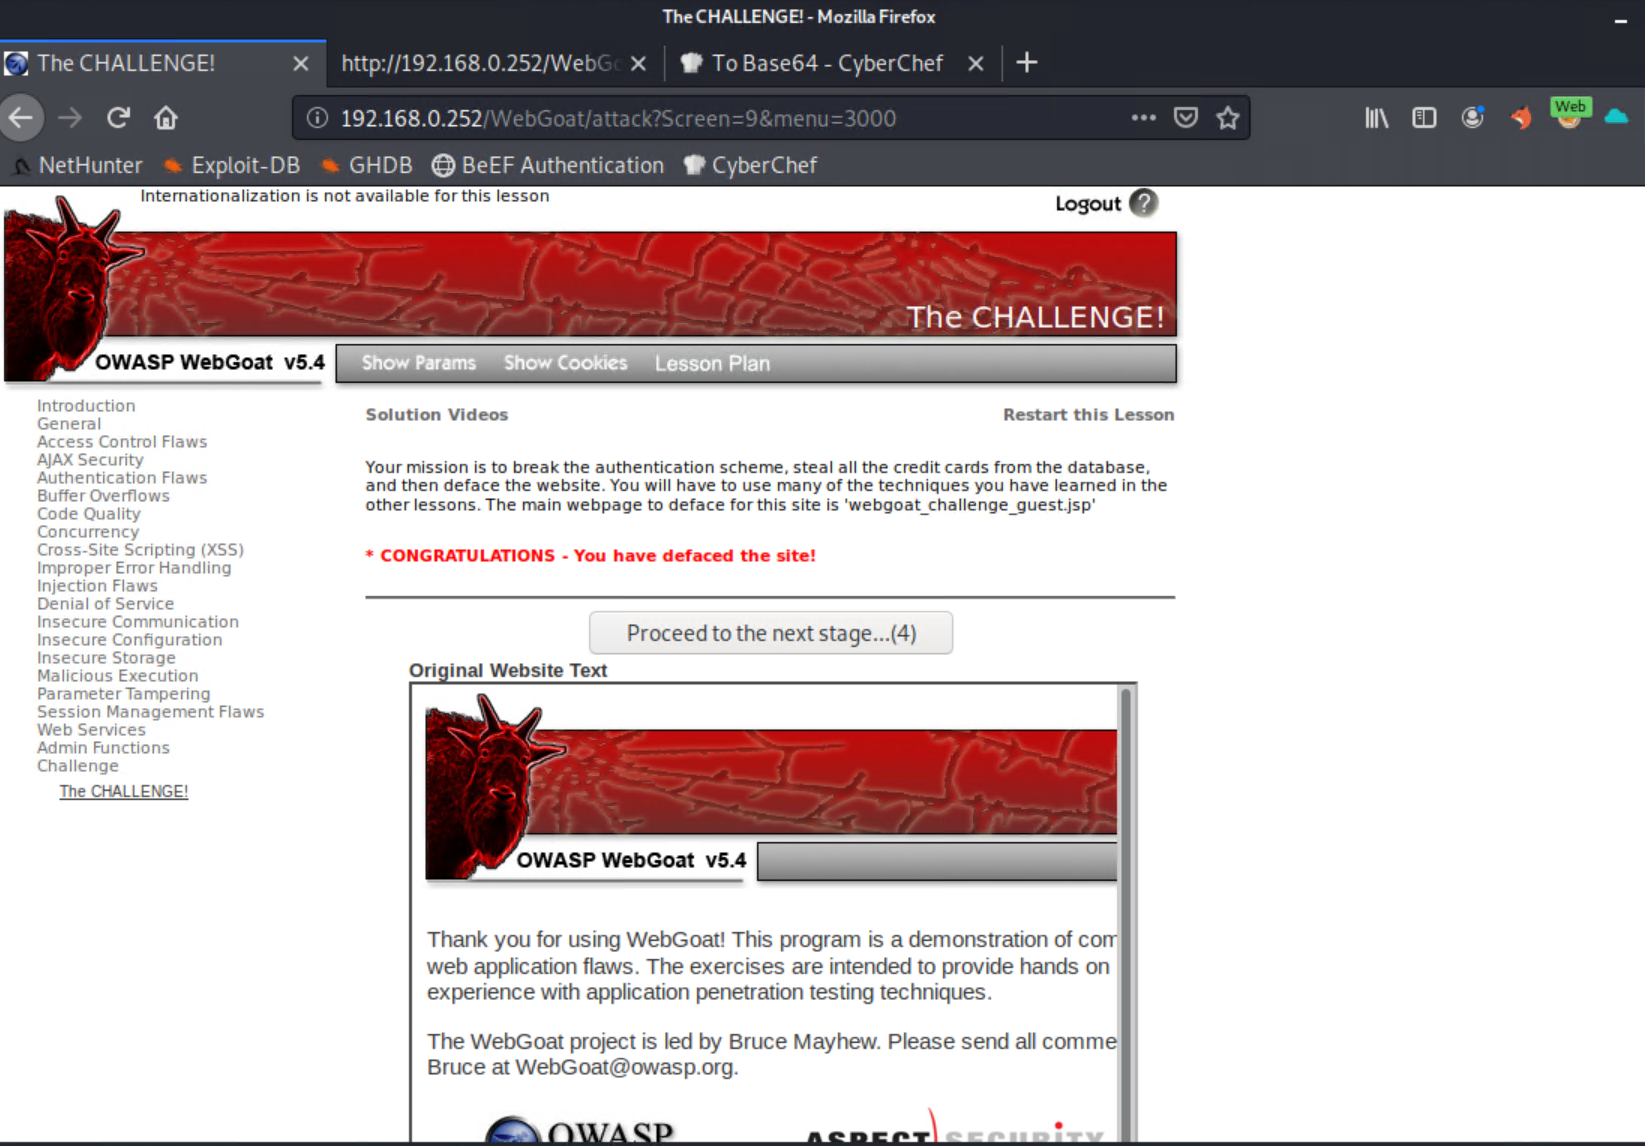 The CHALLENGE! - Mozilla Firefox
The CHALLENGE!
http://192.168.0.252/WebG
To Base64 - CyberChef
192.168.0.252/WebGoat/attack?Screen=9&menu=3000
Web
NetHunter
Exploit-DB
GHDB
BeEF Authentication
CyberChef
Internationalization is not available for this lesson
Logout ?
The CHALLENGE!
OWASP WebGoat v5.4
Show Params
Show Cookies
Lesson Plan
Introduction
General
Access Control Flaws
AJAX Security
Authentication Flaws
Buffer Overflows
Code Quality
Concurrency
Cross-Site Scripting (XSS)
Improper Error Handling
Injection Flaws
Denial of Service
Insecure Communication
Insecure Configuration
Insecure Storage
Malicious Execution
Parameter Tampering
Session Management Flaws
Web Services
Admin Functions
Challenge
The CHALLENGE!
Solution Videos
Restart this Lesson
Your mission is to break the authentication scheme, steal all the credit cards from the database,
and then deface the website. You will have to use many of the techniques you have learned in the
other lessons. The main webpage to deface for this site is 'webgoat_challenge_guest.jsp'
* CONGRATULATIONS - You have defaced the site!
Proceed to the next stage...(4)
Original Website Text
OWASP WebGoat v5.4
Thank you for using WebGoat! This program is a demonstration of com
web application flaws. The exercises are intended to provide hands on
experience with application penetration testing techniques.
The WebGoat project is led by Bruce Mayhew. Please send all comme
Bruce at WebGoat@owasp.org.
OWASP
ASPECT SECURITY